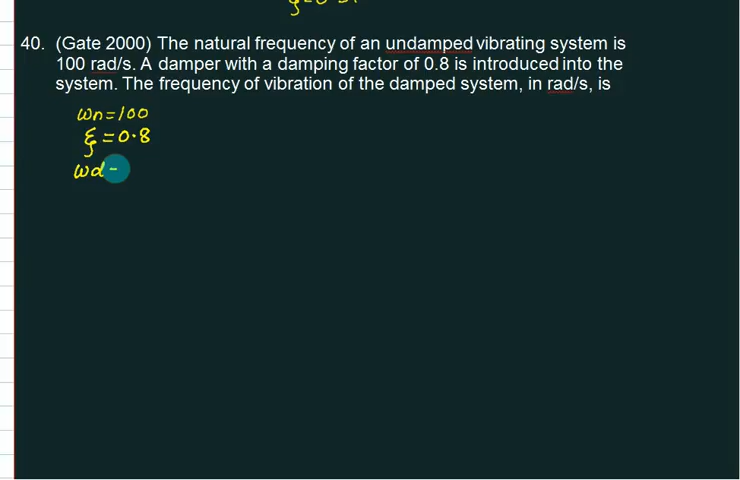 40. (Gate 2000) The natural frequency of an undamped vibrating system is
100 rad/s. A damper with a damping factor of 0.8 is introduced into the
system. The frequency of vibration of the damped system, in rad/s, is
ωn=100
ξ=0.8
ωd=